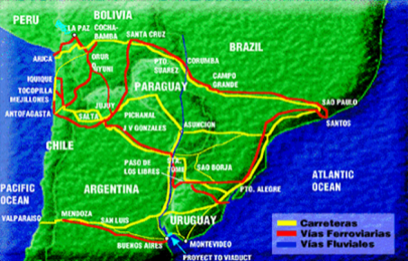 PERU
BOLIVIA
LA PAZ
COCHA-
BAMBA
SANTA CRUZ
BRAZIL
ARICA
ORUR
UYUNI
PTO
SUAREZ
CORUMBA
CAMPO
GRANDE
IQUIQUE
TOCOPILLA
MEJILLONES
PARAGUAY
JUJUY
SAO PAULO
ANTOFAGASTA
SALTA
PICHANAL
J V GONZALES
ASUNCION
SANTOS
CHILE
PASO DE
LOS LIBRES
TOME
SAO BORJA
ATLANTIC
OCEAN
PACIFIC
OCEAN
ARGENTINA
PTO. ALEGRE
VALPARAISO
MENDOZA
SAN LUIS
URUGUAY
BUENOS AIRES
MONTEVIDEO
PROYECT TO VIADUCT
Carreteras
Vías Ferroviarias
Vías Fluviales